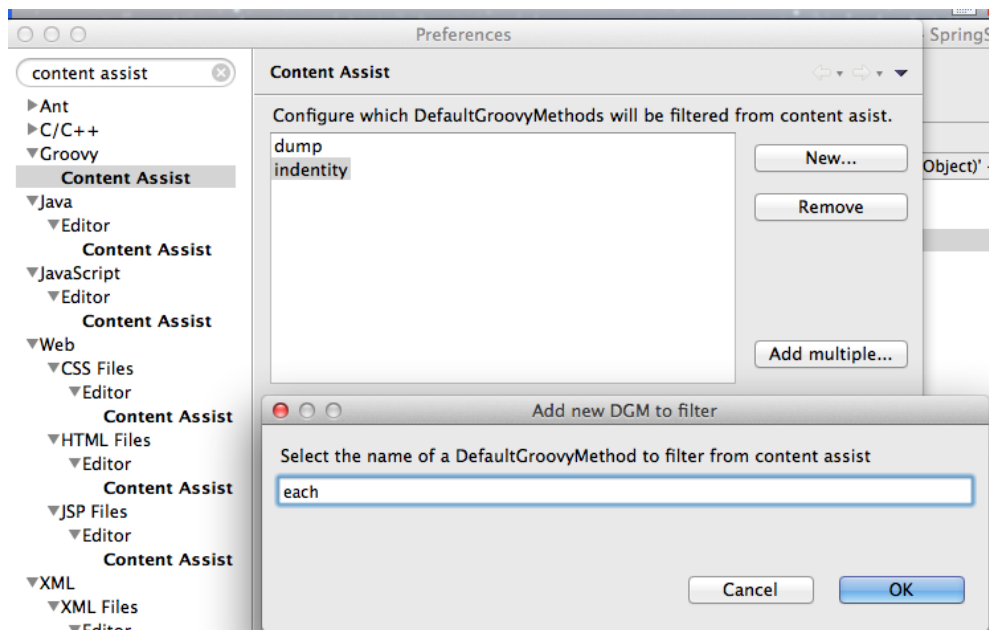 Preferences
SpringS
content assist
Content Assist
Ant
C/C++
Groovy
Content Assist
Java
Editor
Content Assist
JavaScript
Editor
Content Assist
Web
CSS Files
Editor
Content Assist
HTML Files
Editor
Content Assist
JSP Files
Editor
Content Assist
XML
XML Files
Editor
Configure which DefaultGroovyMethods will be filtered from content asist.
dump
indentity
New...
Remove
Add multiple...
Object)' -
Add new DGM to filter
Select the name of a DefaultGroovyMethod to filter from content assist
each
Cancel
OK